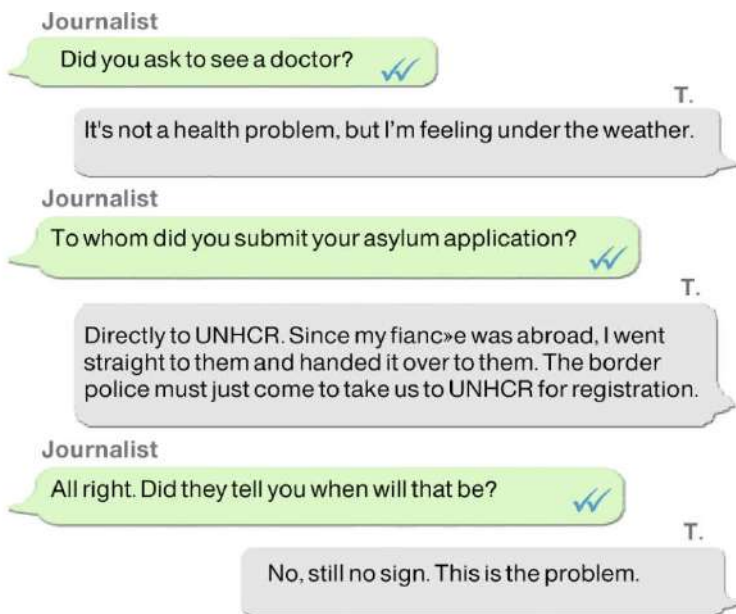 Journalist
Did you ask to see a doctor?
T.
It's not a health problem, but I'm feeling under the weather.
Journalist
To whom did you submit your asylum application?
T.
Directly to UNHCR. Since my fianc»e was abroad, I went
straight to them and handed it over to them. The border
police must just come to take us to UNHCR for registration.
Journalist
All right. Did they tell you when will that be?
T.
No, still no sign. This is the problem.